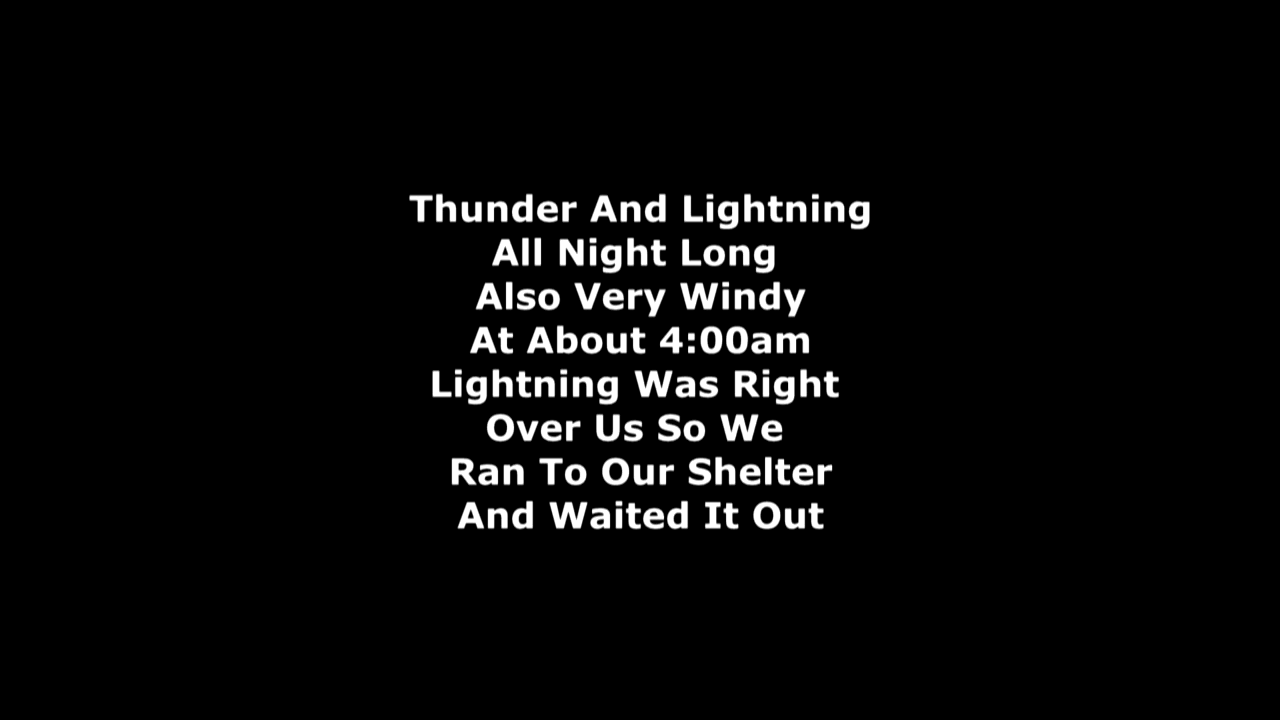 Thunder And Lightning
All Night Long
Also Very Windy
At About 4:00am
Lightning Was Right
Over Us So We
Ran To Our Shelter
And Waited It Out